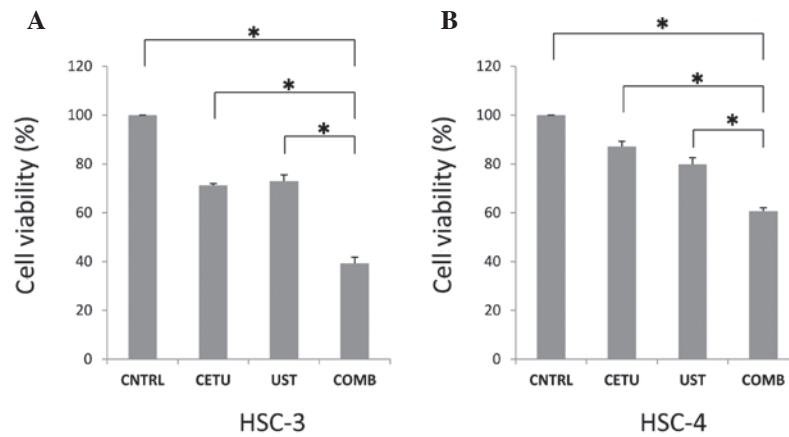 A
*
*
*
Cell viability (%)
120
100
80
60
40
20
0
CNTRL CETU UST COMB
HSC-3
B
*
*
*
Cell viability (%)
120
100
80
60
40
20
0
CNTRL CETU UST COMB
HSC-4